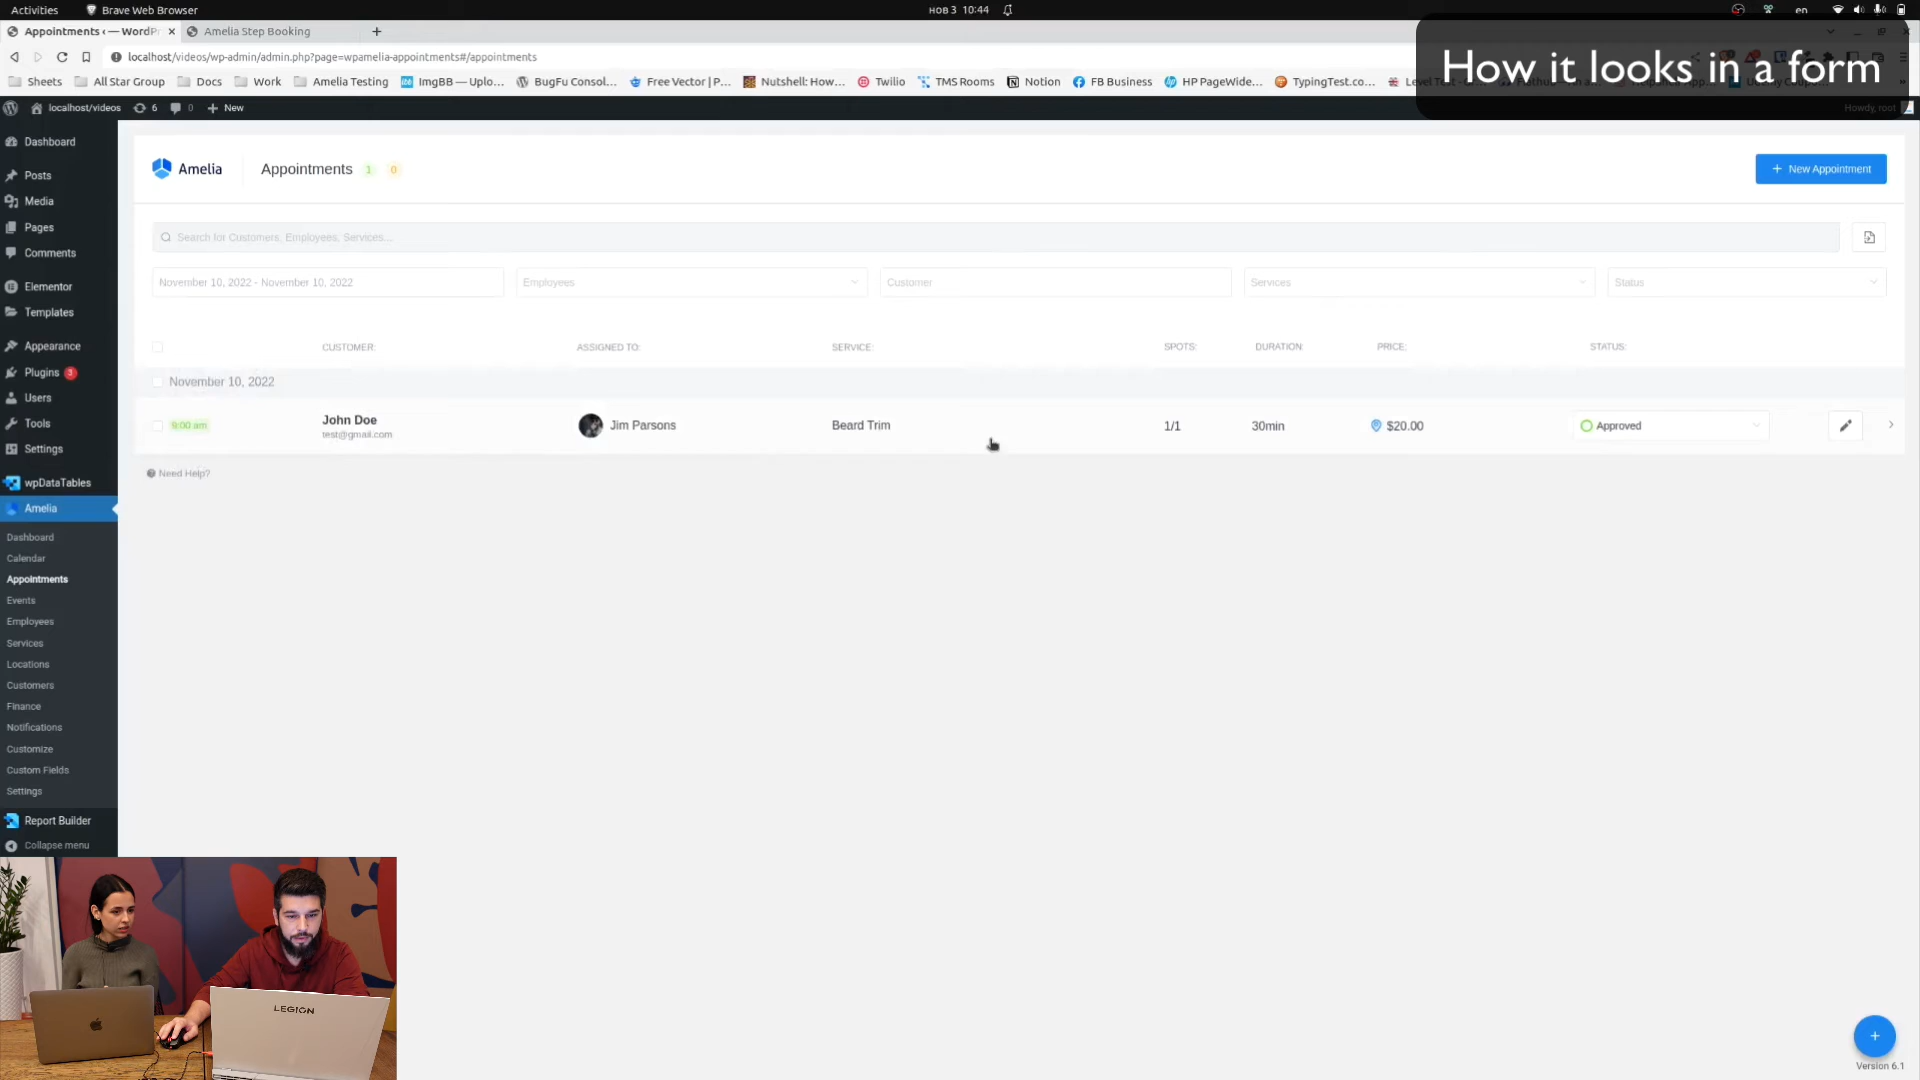 Activities
Brave Web Browser
нов 3 10:44
en
Appointments ‹ — WordP
Amelia Step Booking
localhost/videos/wp-admin/admin.php?page=wpamelia-appointments#/appointments
How it looks in a form
Sheets
All Star Group
Docs
Work
Amelia Testing
ImgBB — Uplo...
BugFu Consol...
Free Vector | P...
Nutshell: How...
Twilio
TMS Rooms
Notion
FB Business
HP PageWide...
TypingTest.co...
localhost/videos
6
0
New
Howdy, root
Dashboard
Posts
Media
Pages
Comments
Elementor
Templates
Appearance
Plugins 3
Users
Tools
Settings
wpDataTables
Amelia
Dashboard
Calendar
Appointments
Events
Employees
Services
Locations
Customers
Finance
Notifications
Customize
Custom Fields
Settings
Report Builder
Collapse menu
Amelia
Appointments 1 0
New Appointment
Search for Customers, Employees, Services...
November 10, 2022 - November 10, 2022
Employees
Customer
Services
Status
CUSTOMER:
ASSIGNED TO:
SERVICE:
SPOTS:
DURATION:
PRICE:
STATUS:
November 10, 2022
9:00 am
John Doe
test@gmail.com
Jim Parsons
Beard Trim
1/1
30min
$20.00
Approved
Need Help?
LEGION
Version 6.1